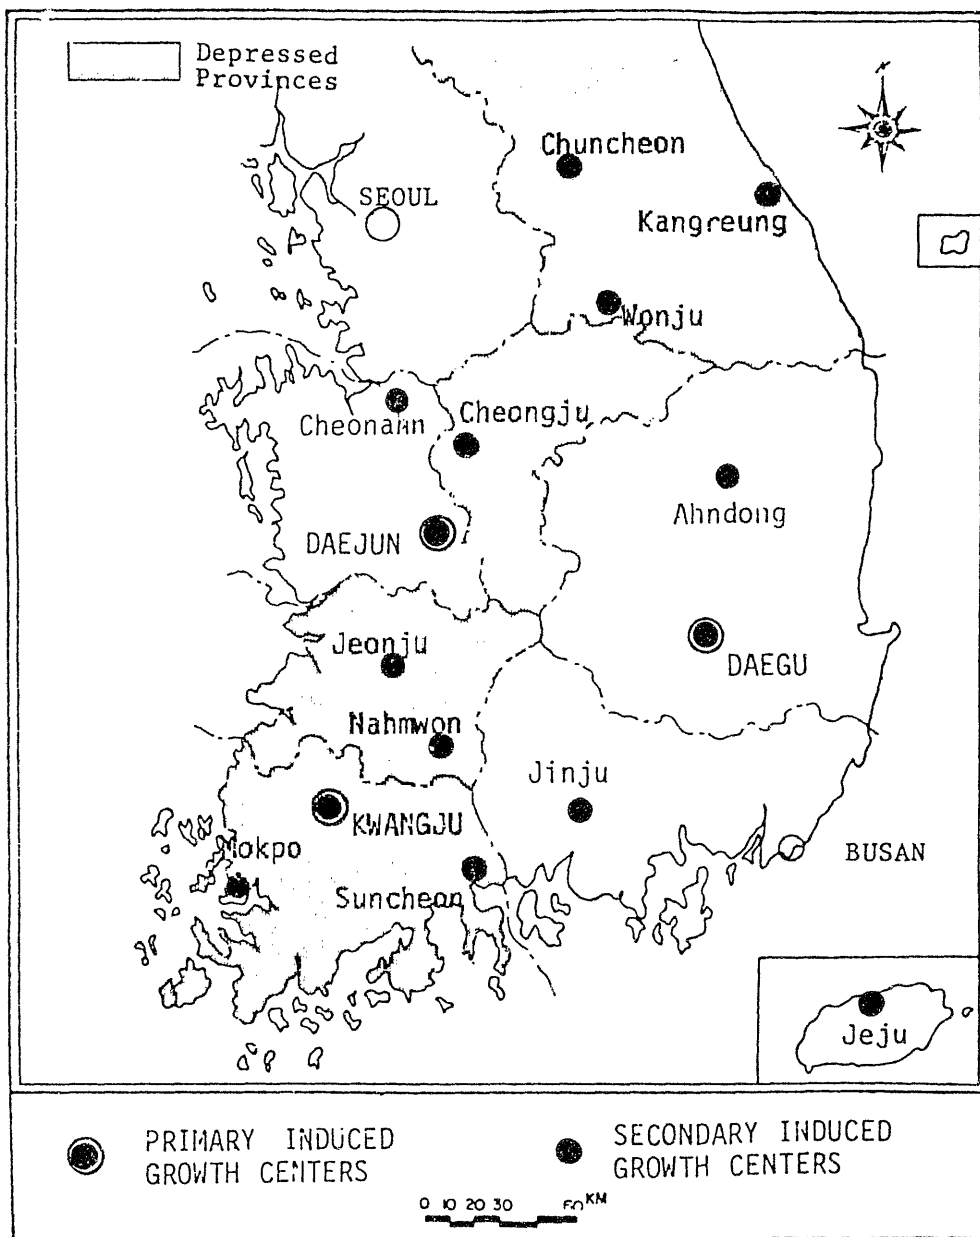 Depressed
Provinces
N
Chuncheon
SEOUL
Kangreung
Wonju
Cheonahn
Cheongju
Ahndong
DAEJUN
Jeonju
DAEGU
Nahmwon
Jinju
KWANGJU
Mokpo
BUSAN
Suncheon
Jeju
PRIMARY INDUCED
GROWTH CENTERS
SECONDARY INDUCED
GROWTH CENTERS
0 10 20 30 60 KM